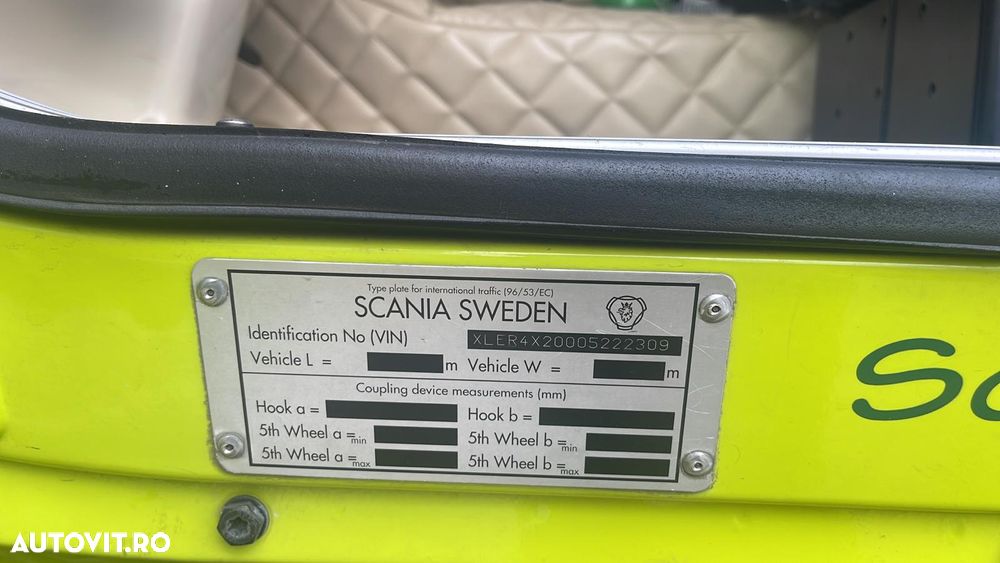 Type plate for international traffic (96/53/EC)
SCANIA SWEDEN
Identification No (VIN) XLER4X20005222309
Vehicle L = m Vehicle W = m
Coupling device measurements (mm)
Hook a = Hook b =
5th Wheel a =min 5th Wheel b =min
5th Wheel a =max 5th Wheel b =max
Sc
AUTOVIT.RO